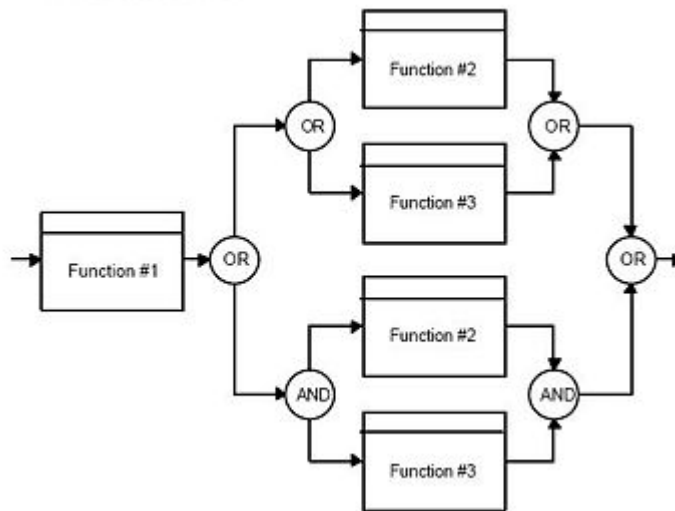 Function #2
OR
OR
Function #3
Function #1
OR
OR
Function #2
AND
AND
Function #3